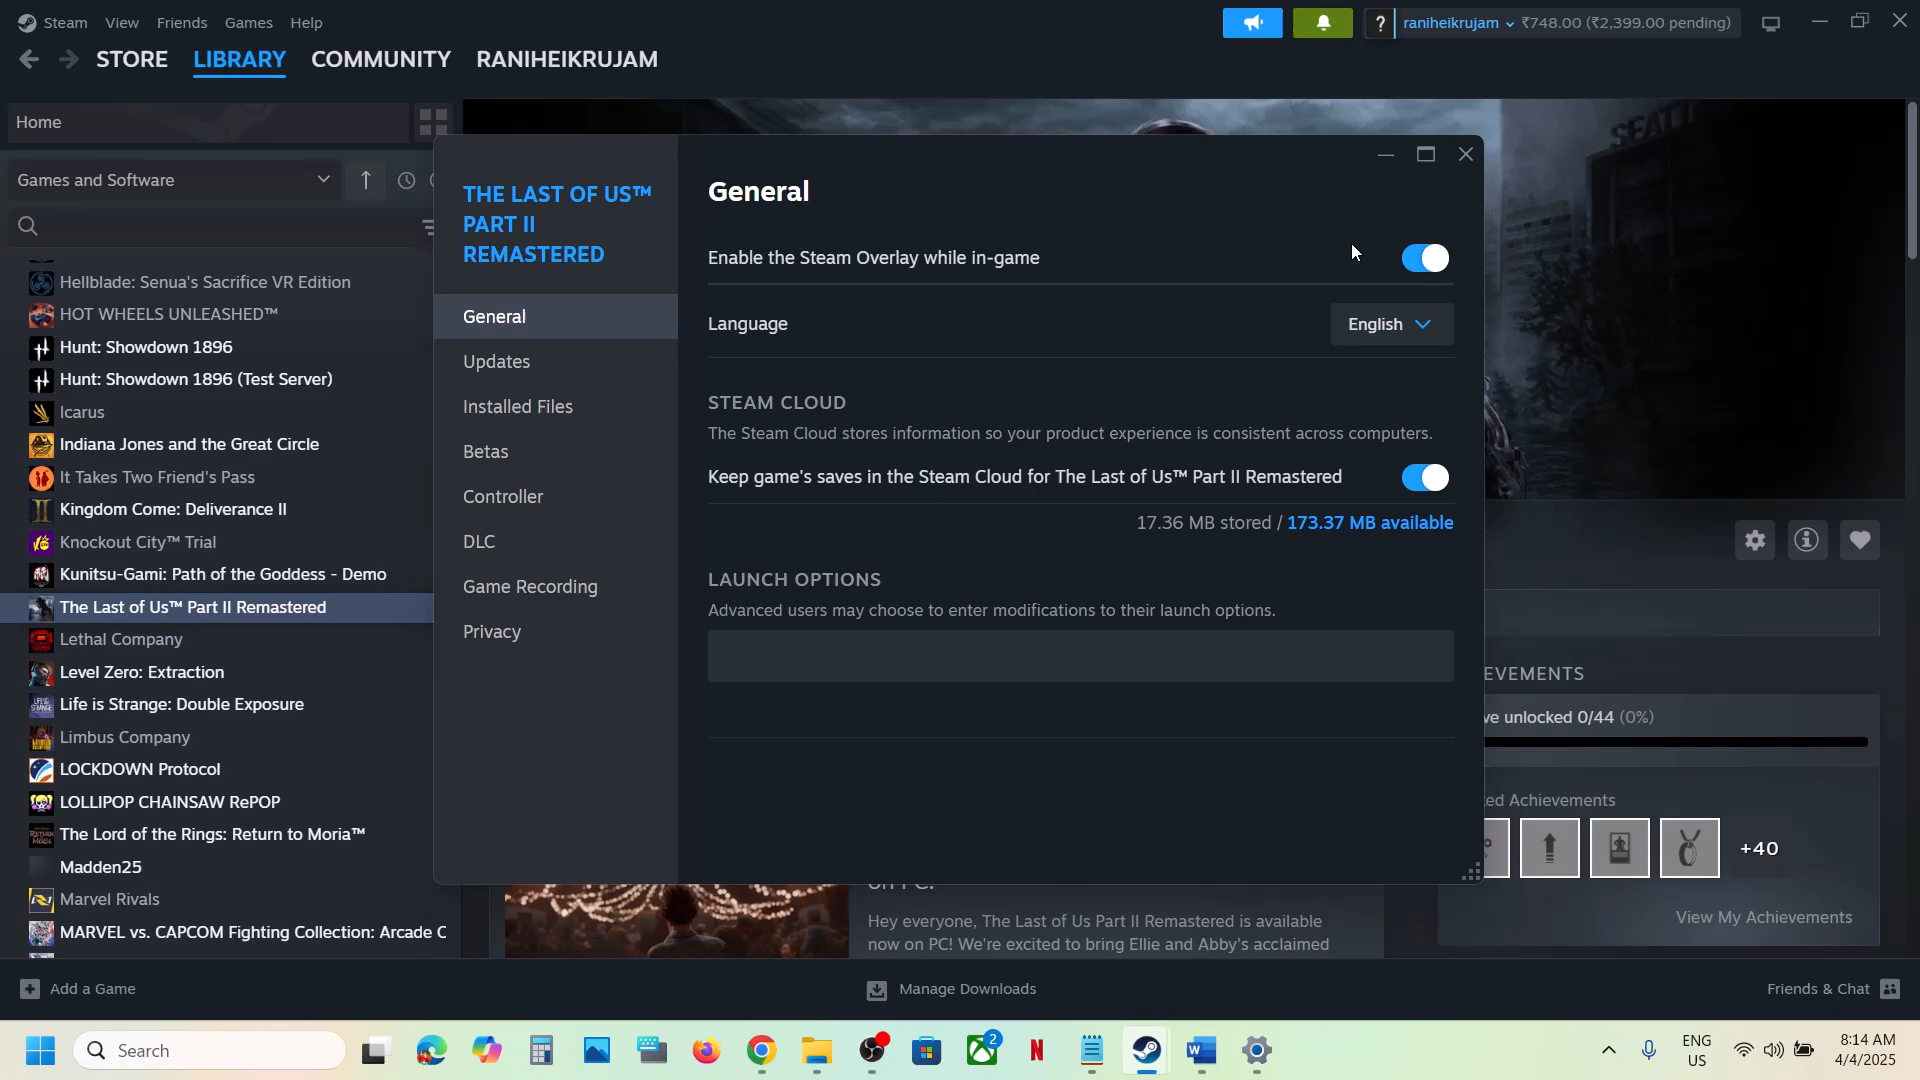 Steam View Friends Games Help
? raniheikrujam ₹748.00 (₹2,399.00 pending)
STORE LIBRARY COMMUNITY RANIHEIKRUJAM
Home
Games and Software
Hellblade: Senua's Sacrifice VR Edition
HOT WHEELS UNLEASHED™
Hunt: Showdown 1896
Hunt: Showdown 1896 (Test Server)
Icarus
Indiana Jones and the Great Circle
It Takes Two Friend's Pass
Kingdom Come: Deliverance II
Knockout City™ Trial
Kunitsu-Gami: Path of the Goddess - Demo
The Last of Us™ Part II Remastered
Lethal Company
Level Zero: Extraction
Life is Strange: Double Exposure
Limbus Company
LOCKDOWN Protocol
LOLLIPOP CHAINSAW RePOP
The Lord of the Rings: Return to Moria™
Madden25
Marvel Rivals
MARVEL vs. CAPCOM Fighting Collection: Arcade C
THE LAST OF US™
PART II
REMASTERED
General
Updates
Installed Files
Betas
Controller
DLC
Game Recording
Privacy
General
Enable the Steam Overlay while in-game
Language
English
STEAM CLOUD
The Steam Cloud stores information so your product experience is consistent across computers.
Keep game's saves in the Steam Cloud for The Last of Us™ Part II Remastered
17.36 MB stored / 173.37 MB available
LAUNCH OPTIONS
Advanced users may choose to enter modifications to their launch options.
SEATTL
EVEMENTS
ve unlocked 0/44 (0%)
ed Achievements
+40
View My Achievements
on PC!
Hey everyone, The Last of Us Part II Remastered is available
now on PC! We're excited to bring Ellie and Abby's acclaimed
Add a Game
Manage Downloads
Friends & Chat
Search
2
ENG
US
8:14 AM
4/4/2025